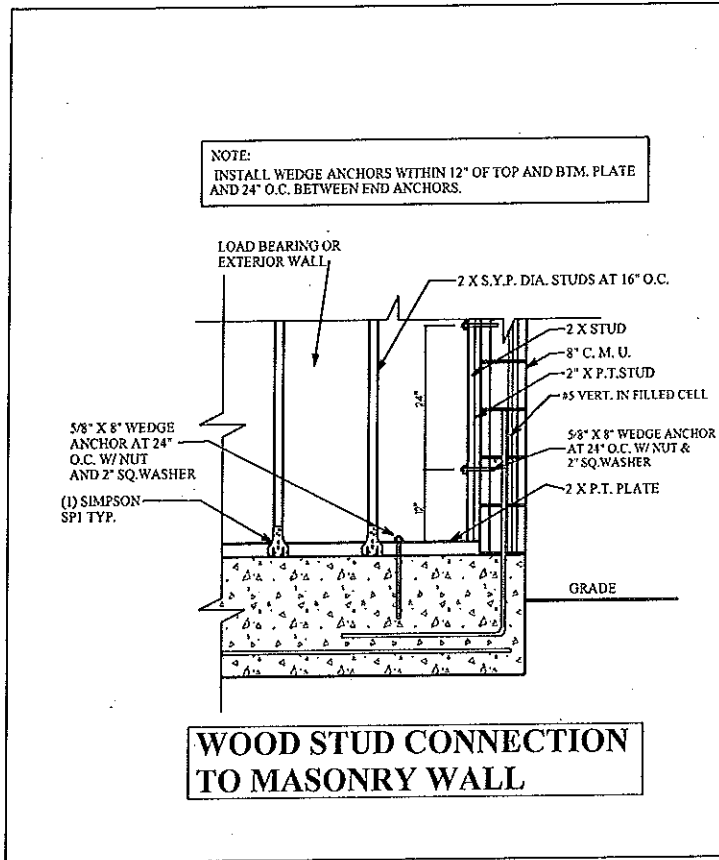 NOTE:
INSTALL WEDGE ANCHORS WITHIN 12" OF TOP AND BTM. PLATE
AND 24" O.C. BETWEEN END ANCHORS.
LOAD BEARING OR
EXTERIOR WALL
2 X S.Y.P. DIA. STUDS AT 16" O.C.
2 X STUD
8" C. M. U.
2" X P.T.STUD
#5 VERT. IN FILLED CELL
24"
5/8" X 8" WEDGE
ANCHOR AT 24"
O.C. W/ NUT
AND 2" SQ.WASHER
5/8" X 8" WEDGE ANCHOR
AT 24" O.C. W/ NUT &
2" SQ.WASHER
12"
2 X P.T. PLATE
(1) SIMPSON
SP1 TYP.
GRADE
WOOD STUD CONNECTION
TO MASONRY WALL